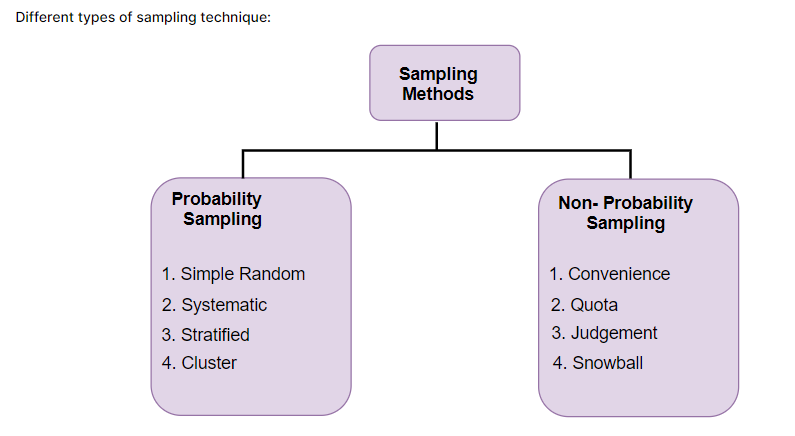 Different types of sampling technique:
Sampling
Methods
Probability
Sampling
1. Simple Random
2. Systematic
3. Stratified
4. Cluster
Non- Probability
Sampling
1. Convenience
2. Quota
3. Judgement
4. Snowball